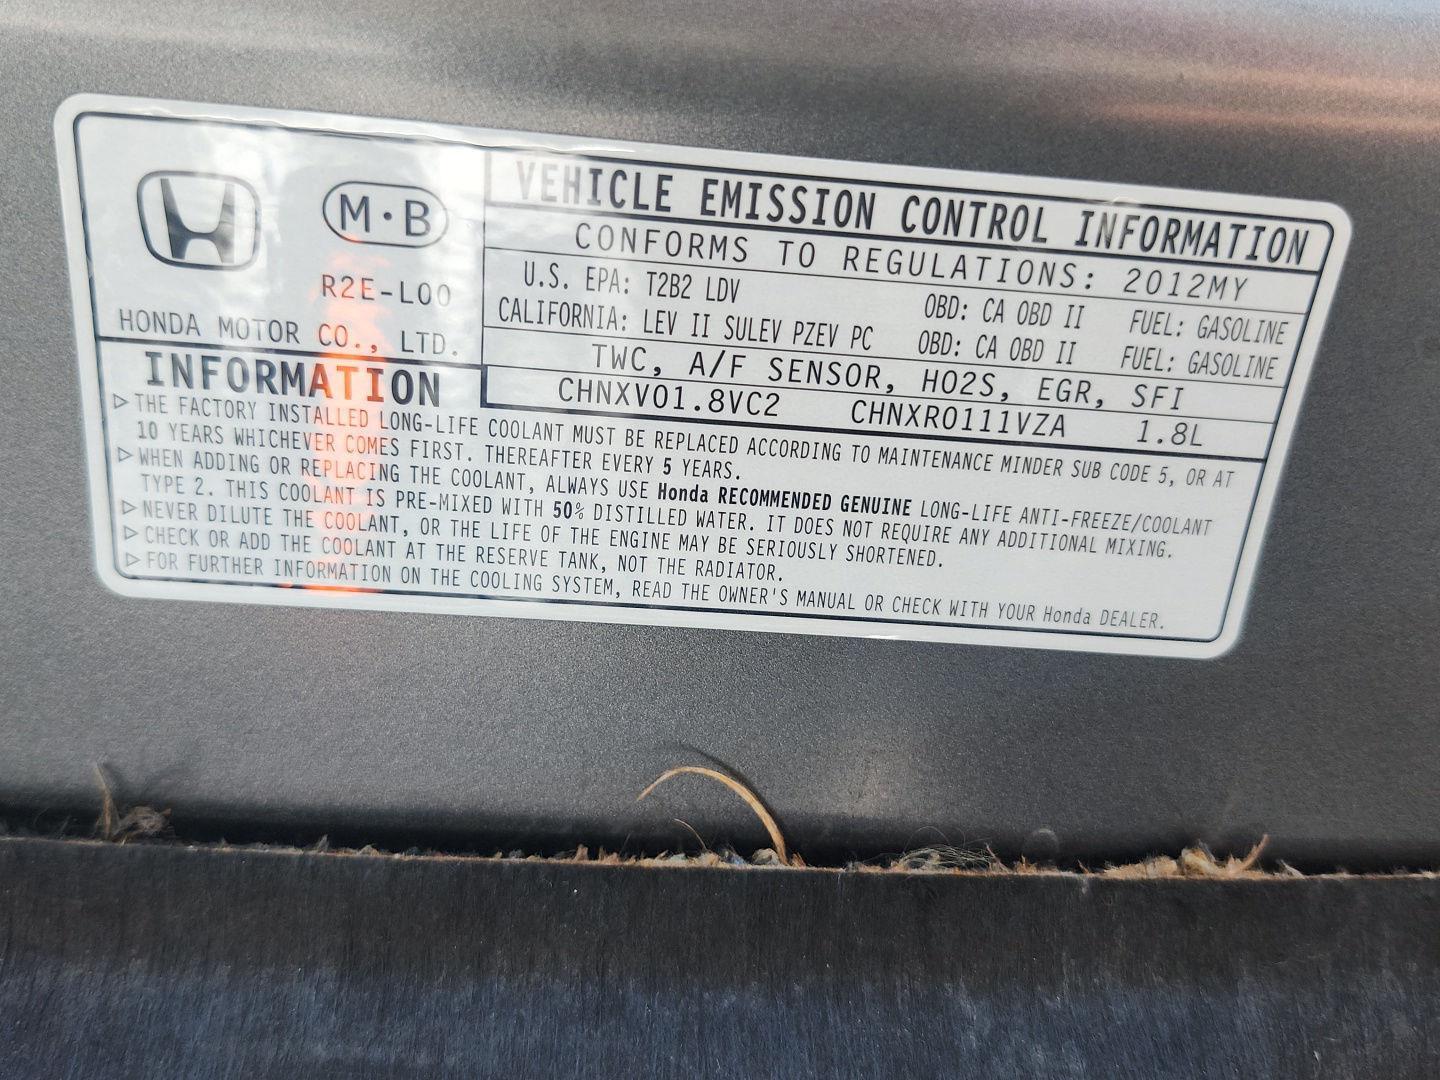 M·B
R2E-L00
HONDA MOTOR CO., LTD.
VEHICLE EMISSION CONTROL INFORMATION
CONFORMS TO REGULATIONS: 2012MY
U.S. EPA: T2B2 LDV OBD: CA OBD II FUEL: GASOLINE
CALIFORNIA: LEV II SULEV PZEV PC OBD: CA OBD II FUEL: GASOLINE
TWC, A/F SENSOR, HO2S, EGR, SFI
CHNXV01.8VC2 CHNXR0111VZA 1.8L
INFORMATION
▷THE FACTORY INSTALLED LONG-LIFE COOLANT MUST BE REPLACED ACCORDING TO MAINTENANCE MINDER SUB CODE 5, OR AT
10 YEARS WHICHEVER COMES FIRST. THEREAFTER EVERY 5 YEARS.
▷WHEN ADDING OR REPLACING THE COOLANT, ALWAYS USE Honda RECOMMENDED GENUINE LONG-LIFE ANTI-FREEZE/COOLANT
TYPE 2. THIS COOLANT IS PRE-MIXED WITH 50% DISTILLED WATER. IT DOES NOT REQUIRE ANY ADDITIONAL MIXING.
▷NEVER DILUTE THE COOLANT, OR THE LIFE OF THE ENGINE MAY BE SERIOUSLY SHORTENED.
▷CHECK OR ADD THE COOLANT AT THE RESERVE TANK, NOT THE RADIATOR.
▷FOR FURTHER INFORMATION ON THE COOLING SYSTEM, READ THE OWNER'S MANUAL OR CHECK WITH YOUR Honda DEALER.